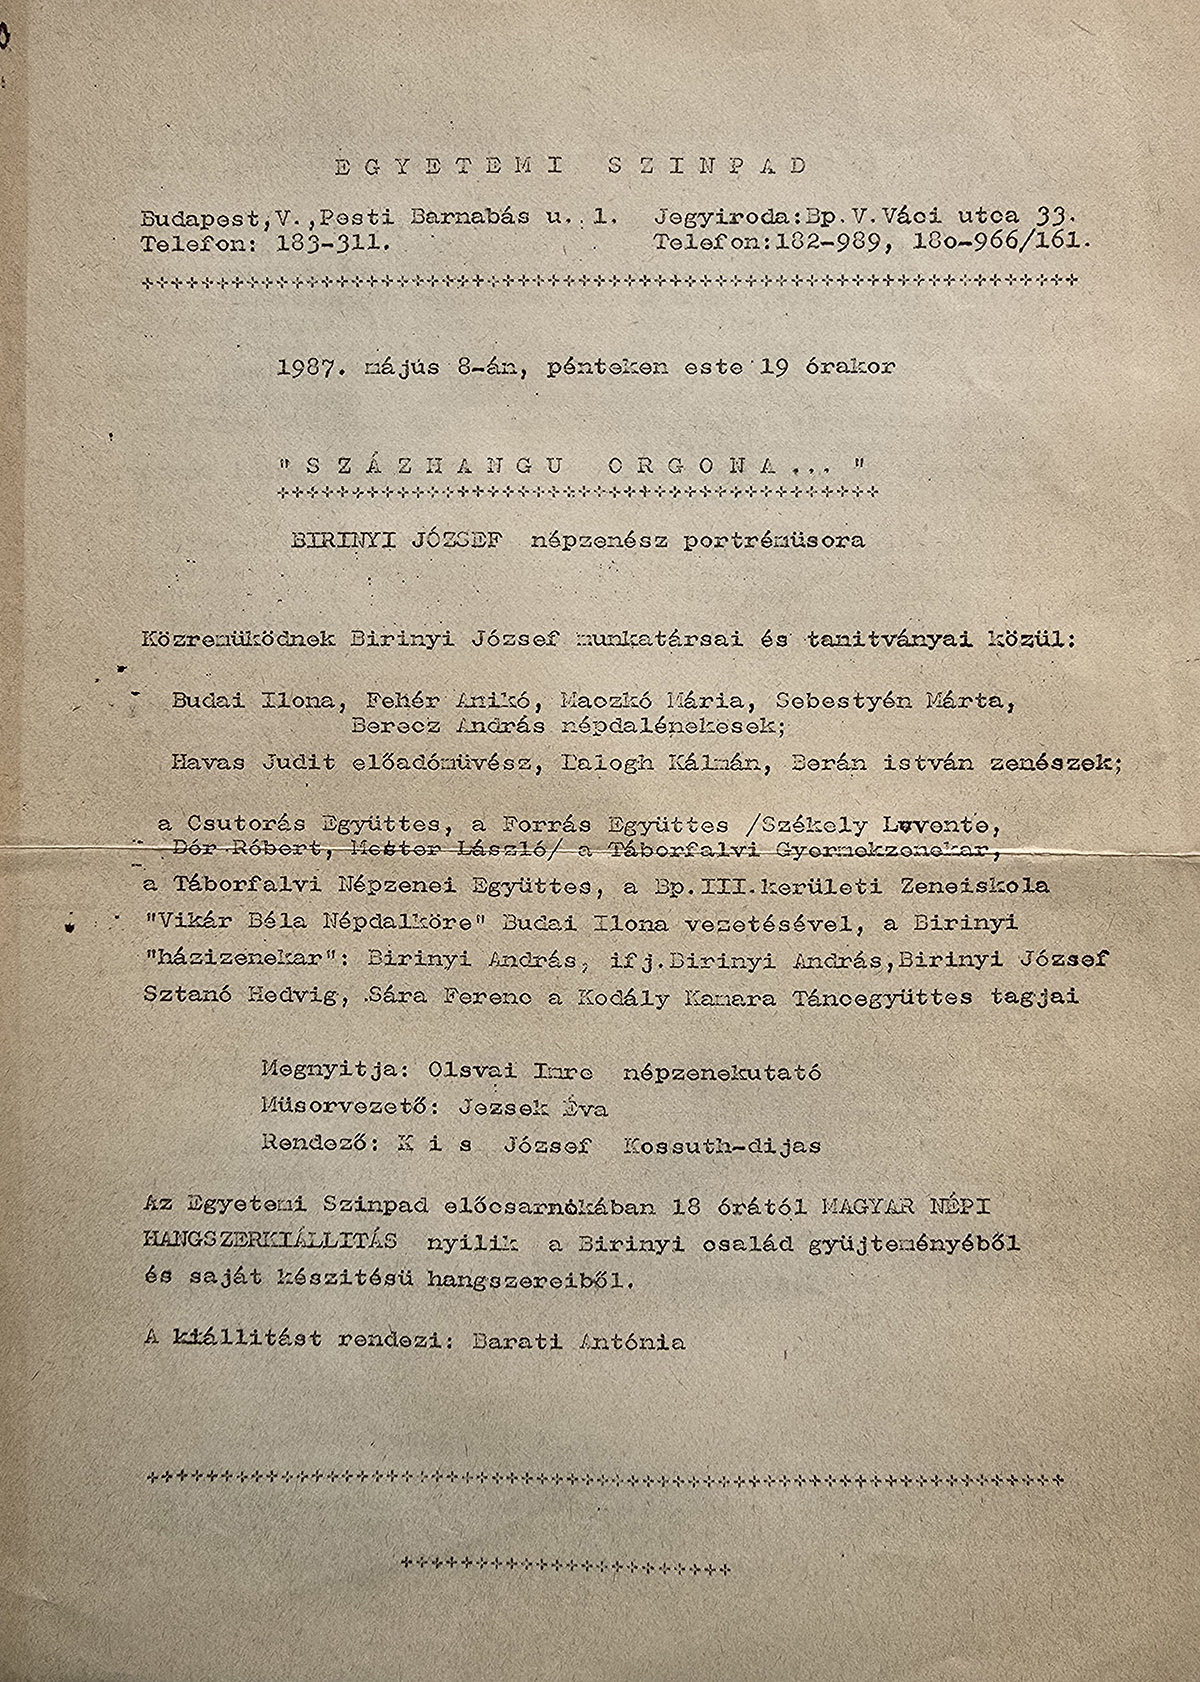 E G Y E T E M I   S Z I N P A D
Budapest,V.,Pesti Barnabás u. 1.   Jegyiroda:Bp.V.Váci utca 33.
Telefon: 183-311.   Telefon:182-989, 18o-966/161.
1987. május 8-án, pénteken este 19 órakor
" S Z Á Z H A N G U   O R G O N A ... "
BIRINYI JÓZSEF  népzenész portréműsora
Közreműködnek Birinyi József munkatársai és tanitványai közül:
Budai Ilona, Fehér Anikó, Maczkó Mária, Sebestyén Márta,
Berecz András népdalénekesek;
Havas Judit előadóművész, Balogh Kálmán, Berán istván zenészek;
a Csutorás Együttes, a Forrás Együttes /Székely Levente,
Dór Róbert, Mester László/ a Táborfalvi Gyermekzenekar,
a Táborfalvi Népzenei Együttes, a Bp.III.kerületi Zeneiskola
"Vikár Béla Népdalköre" Budai Ilona vezetésével, a Birinyi
"házizenekar": Birinyi András, ifj.Birinyi András,Birinyi József
Sztanó Hedvig, Sára Ferenc a Kodály Kamara Táncegyüttes tagjai
Megnyitja: Olsvai Imre  népzenekutató
Müsorvezető: Jezsek Éva
Rendező: K i s  József  Kossuth-dijas
Az Egyetemi Szinpad előcsarnokában 18 órától MAGYAR NÉPI
HANGSZERKIÁLLITÁS  nyilik  a Birinyi család gyüjteményéből
és saját készitésü hangszereiből.
A kiállitást rendezi: Barati Antónia